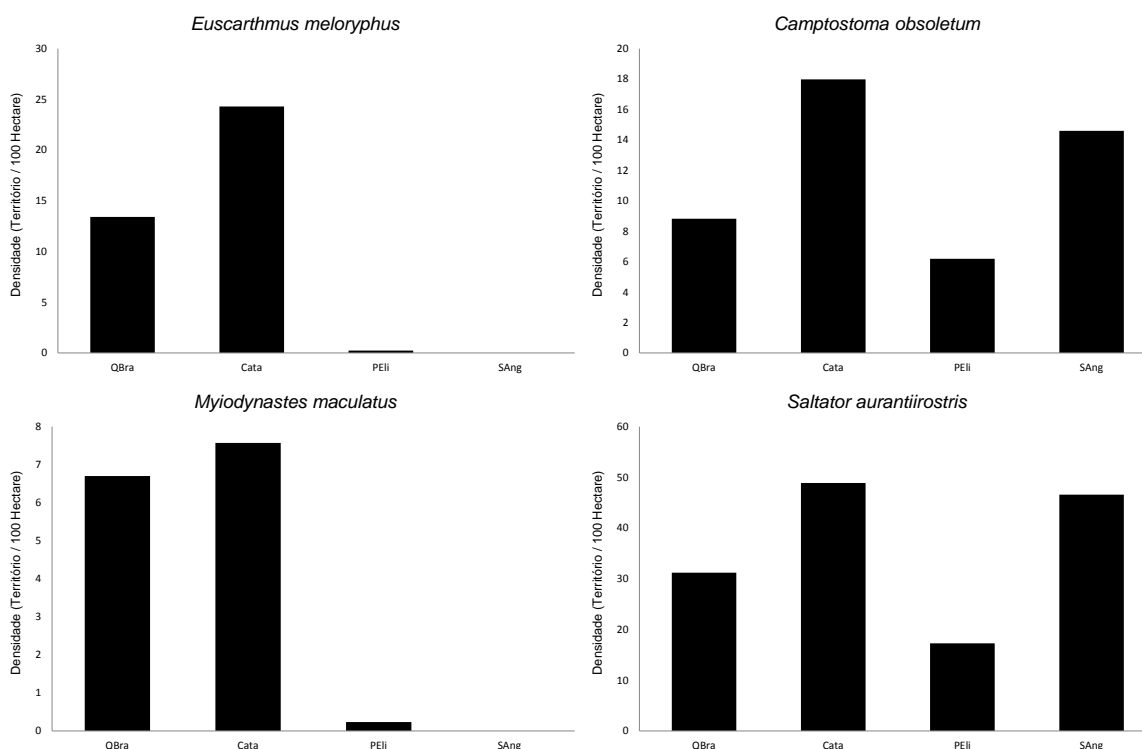 Euscarthmus meloryphus
Densidade (Território / 100 Hectare)
30
25
20
15
10
5
0
QBra Cata PEli SAng
Camptostoma obsoletum
Densidade (Território / 100 Hectare)
20
18
16
14
12
10
8
6
4
2
0
QBra Cata PEli SAng
Myiodynastes maculatus
Densidade (Território / 100 Hectare)
8
7
6
5
4
3
2
1
0
QBra Cata PEli SAng
Saltator aurantiirostris
Densidade (Território / 100 Hectare)
60
50
40
30
20
10
0
QBra Cata PEli SAng